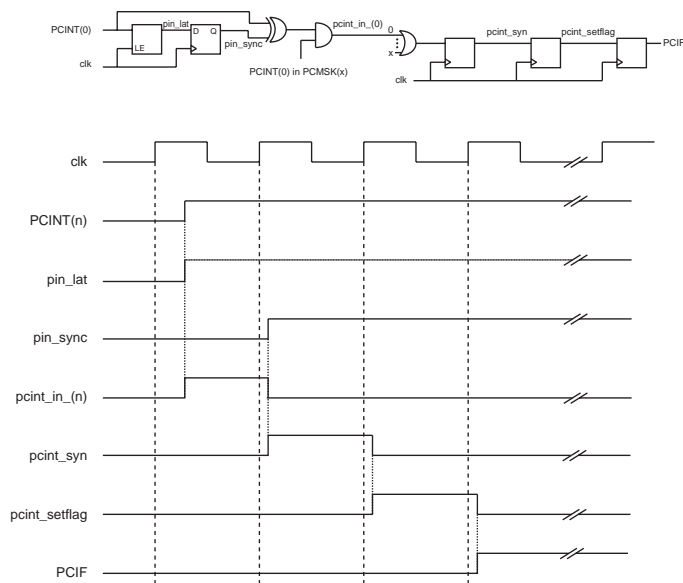 PCINT(0)
pin_lat
D Q
LE
pin_sync
clk
pcint_in_(0)
0
x
PCINT(0) in PCMSK(x)
clk
pcint_syn
pcint_setflag
PCIF
clk
PCINT(n)
pin_lat
pin_sync
pcint_in_(n)
pcint_syn
pcint_setflag
PCIF